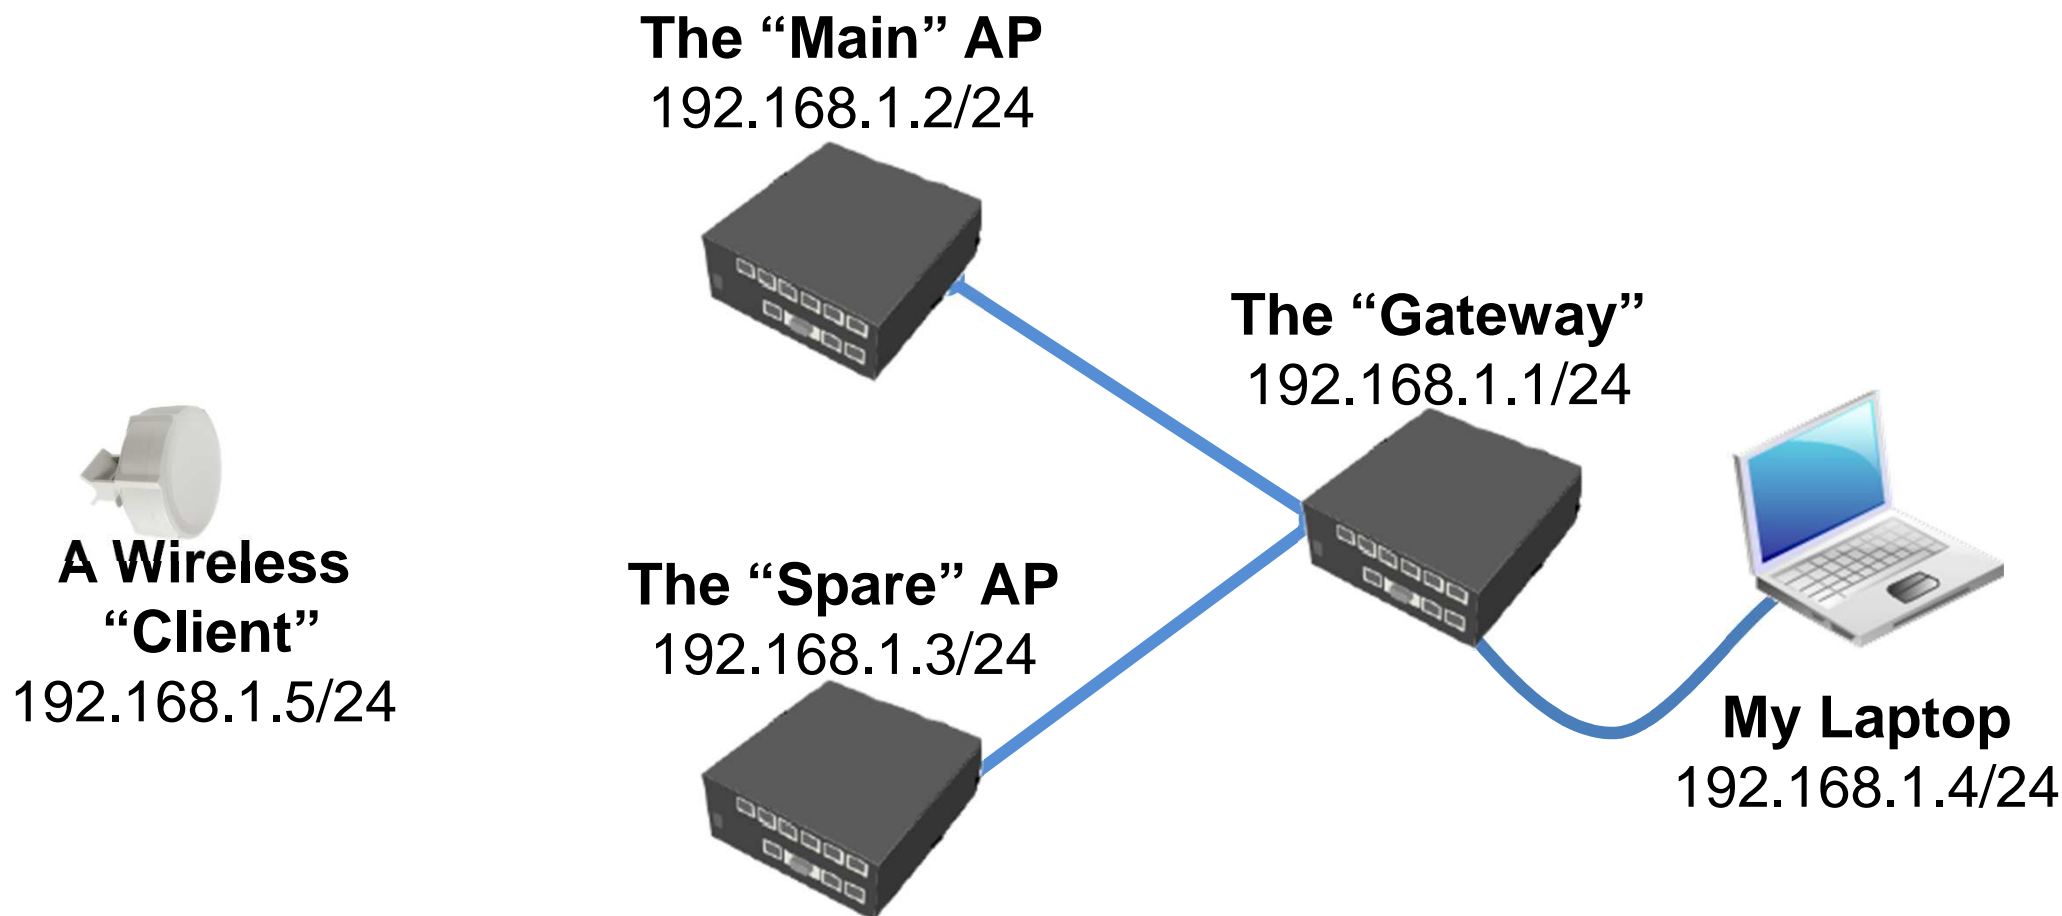 The “Main” AP
192.168.1.2/24
The “Gateway”
192.168.1.1/24
A Wireless
“Client”
192.168.1.5/24
The “Spare” AP
192.168.1.3/24
My Laptop
192.168.1.4/24